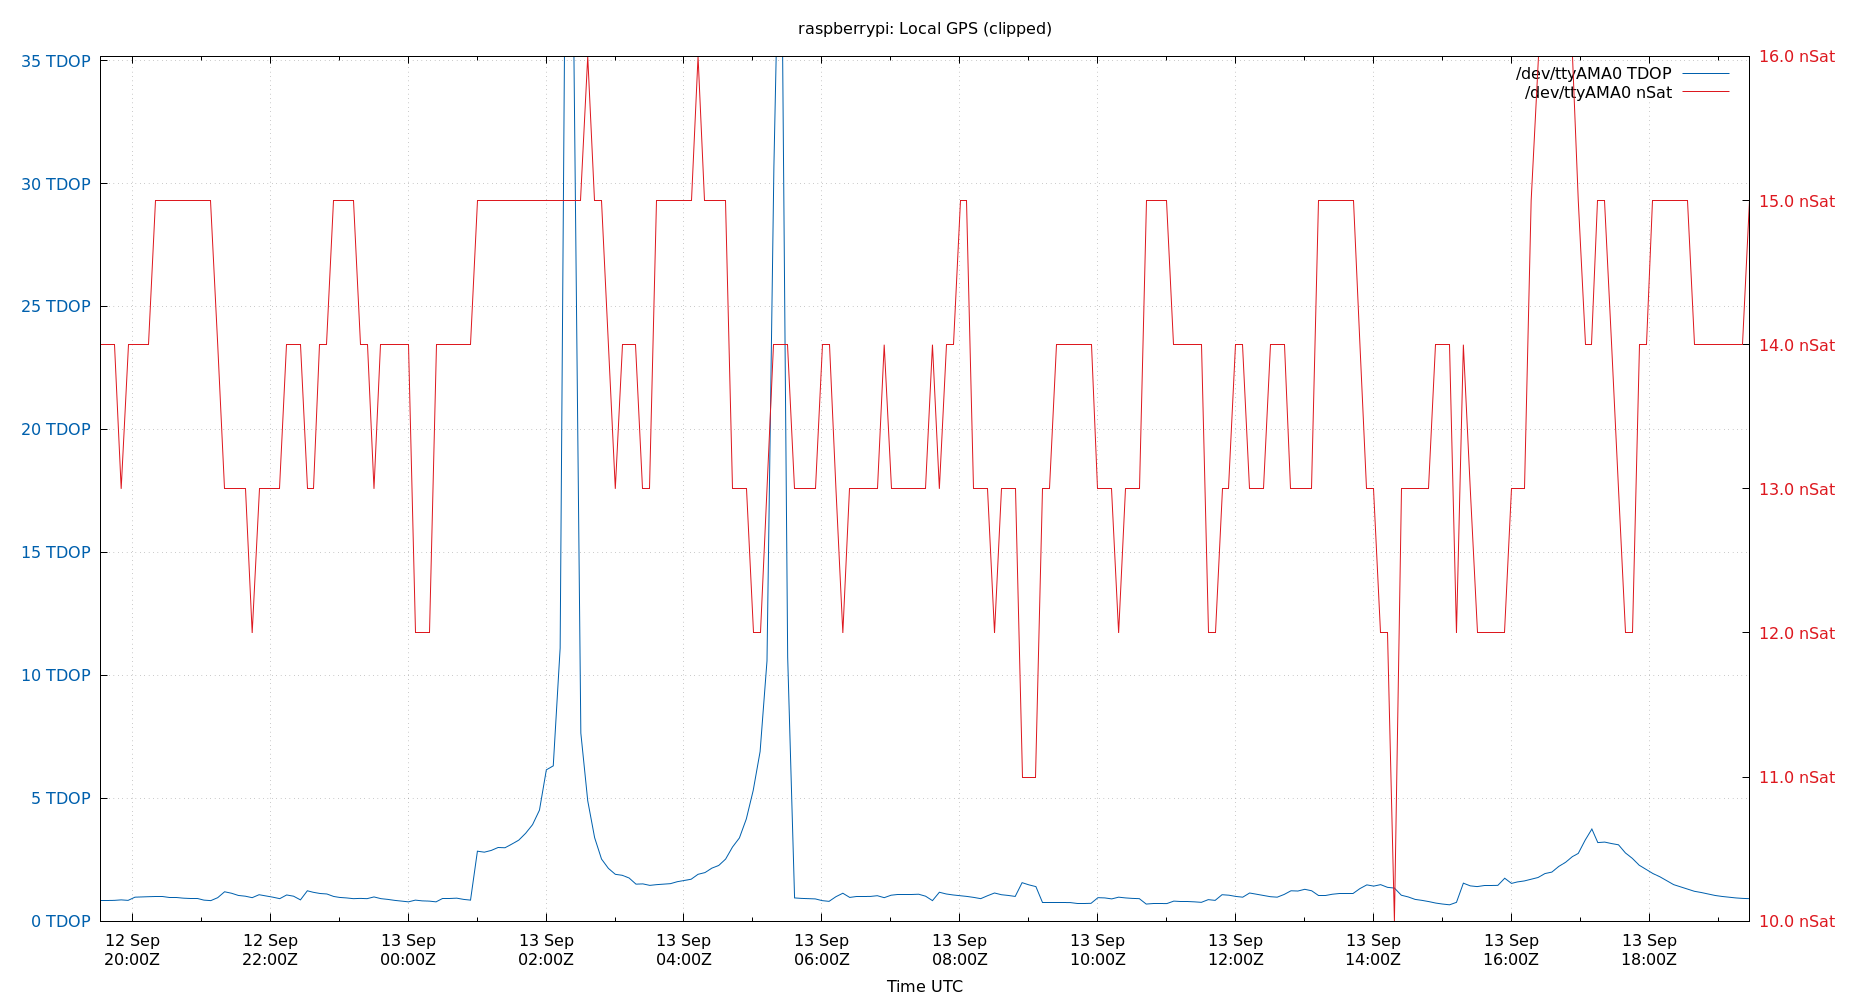 raspberrypi: Local GPS (clipped)
35 TDOP
30 TDOP
25 TDOP
20 TDOP
15 TDOP
10 TDOP
5 TDOP
0 TDOP
16.0 nSat
15.0 nSat
14.0 nSat
13.0 nSat
12.0 nSat
11.0 nSat
10.0 nSat
/dev/ttyAMA0 TDOP
/dev/ttyAMA0 nSat
12 Sep
20:00Z
12 Sep
22:00Z
13 Sep
00:00Z
13 Sep
02:00Z
13 Sep
04:00Z
13 Sep
06:00Z
13 Sep
08:00Z
13 Sep
10:00Z
13 Sep
12:00Z
13 Sep
14:00Z
13 Sep
16:00Z
13 Sep
18:00Z
Time UTC